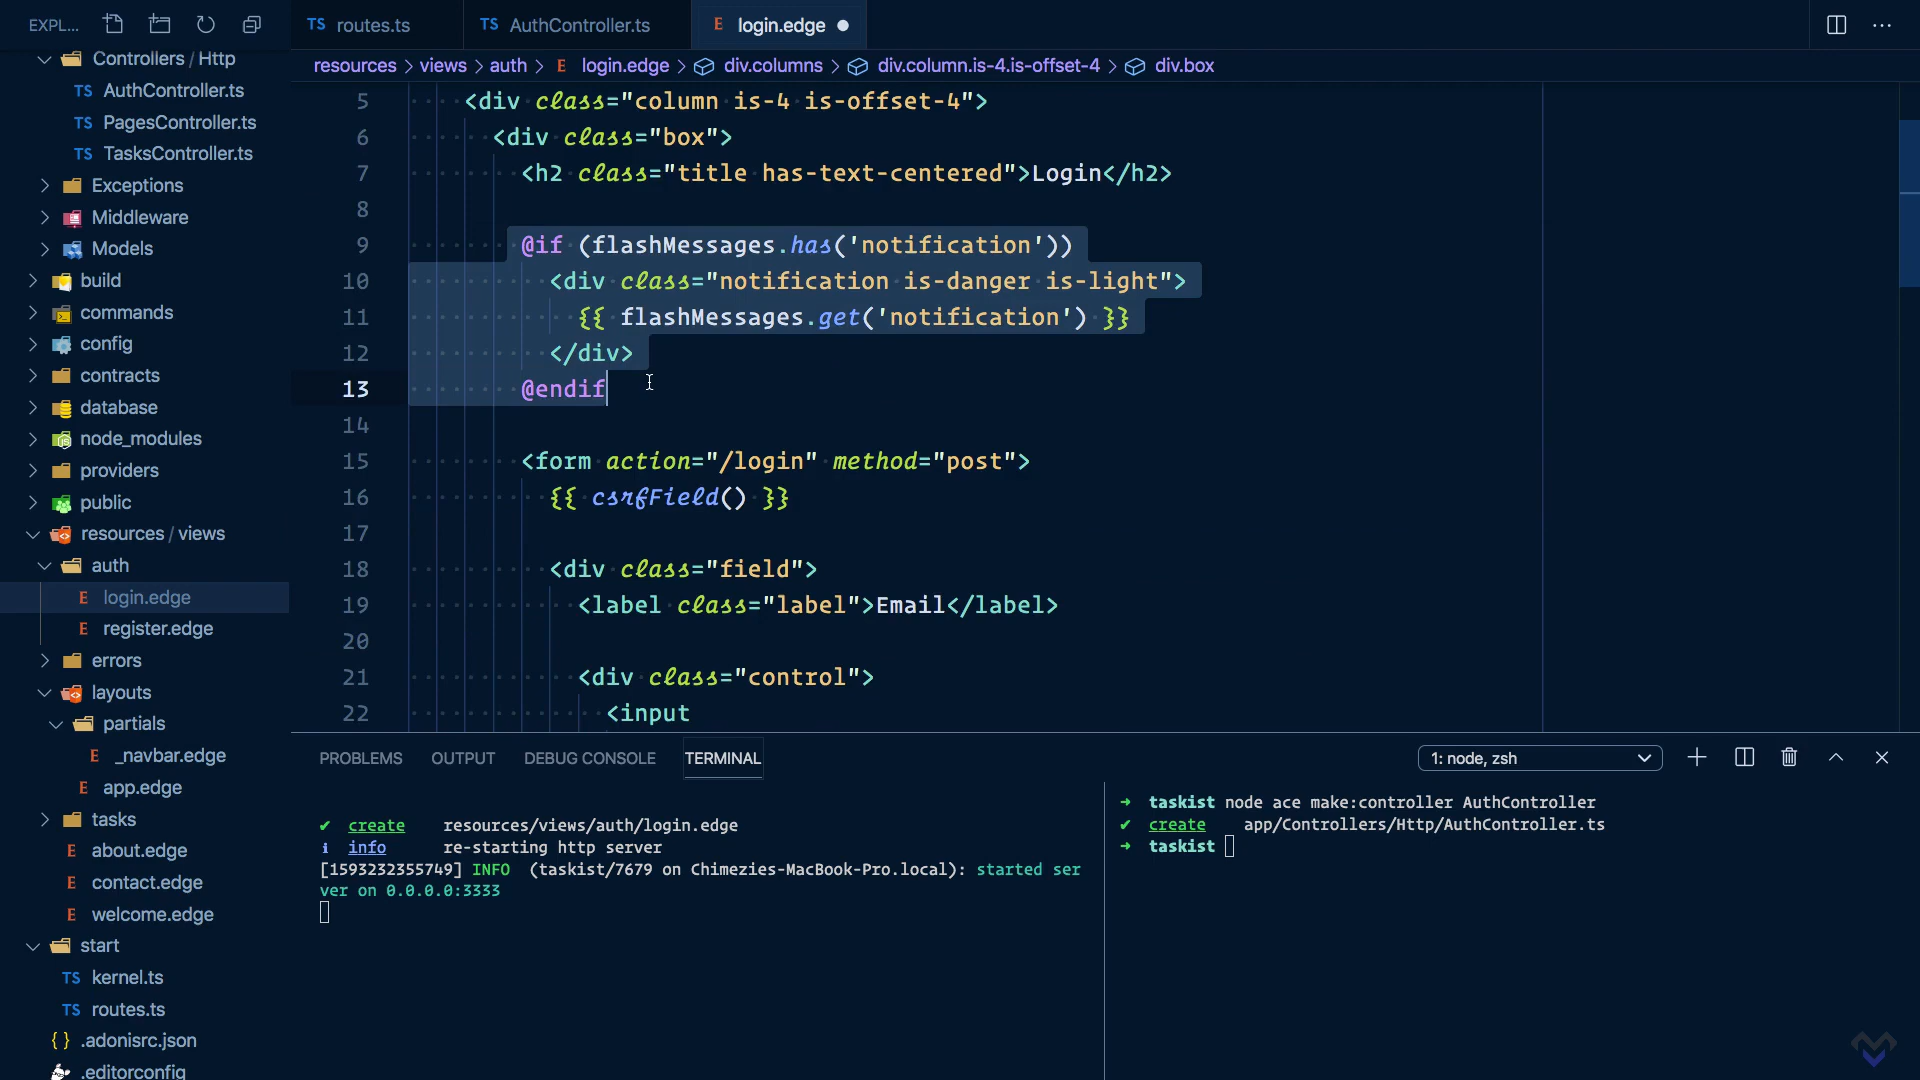 EXPL...
routes.ts
AuthController.ts
login.edge
resources > views > auth > login.edge > div.columns > div.column.is-4.is-offset-4 > div.box
Controllers / Http
TS AuthController.ts
TS PagesController.ts
TS TasksController.ts
Exceptions
Middleware
Models
build
commands
config
contracts
database
node_modules
providers
public
resources / views
auth
E login.edge
E register.edge
errors
layouts
partials
E _navbar.edge
E app.edge
tasks
E about.edge
E contact.edge
E welcome.edge
start
TS kernel.ts
TS routes.ts
{ } .adonisrc.json
.editorconfig
5 <div class="column is-4 is-offset-4">
6 <div class="box">
7 <h2 class="title has-text-centered">Login</h2>
8
9 @if (flashMessages.has('notification'))
10 <div class="notification is-danger is-light">
11 {{ flashMessages.get('notification') }}
12 </div>
13 @endif
14
15 <form action="/login" method="post">
16 {{ csrfField() }}
17
18 <div class="field">
19 <label class="label">Email</label>
20
21 <div class="control">
22 <input
PROBLEMS OUTPUT DEBUG CONSOLE TERMINAL
1: node, zsh
✔ create resources/views/auth/login.edge
i info re-starting http server
[1593232355749] INFO (taskist/7679 on Chimezies-MacBook-Pro.local): started ser
ver on 0.0.0.0:3333
➜ taskist node ace make:controller AuthController
✔ create app/Controllers/Http/AuthController.ts
➜ taskist